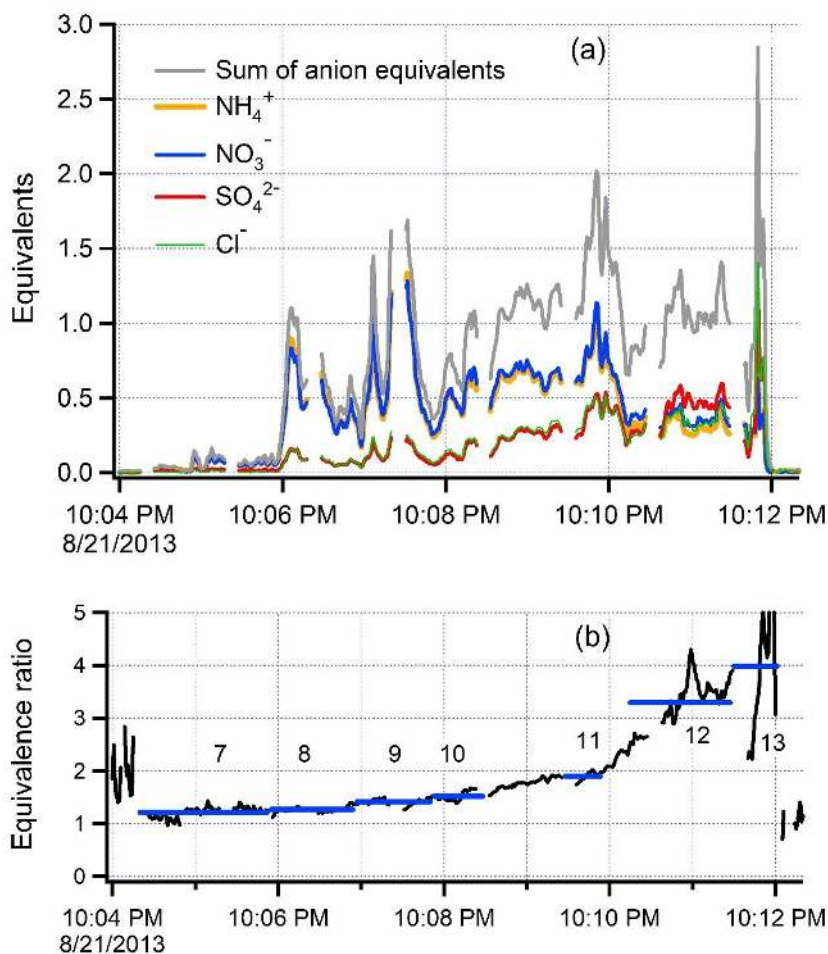 (a)
Sum of anion equivalents
NH₄⁺
NO₃⁻
SO₄²⁻
Cl⁻
Equivalents
3.0
2.5
2.0
1.5
1.0
0.5
0.0
10:04 PM 10:06 PM 10:08 PM 10:10 PM 10:12 PM
8/21/2013
(b)
Equivalence ratio
5
4
3
2
1
0
7 8 9 10 11 12 13
10:04 PM 10:06 PM 10:08 PM 10:10 PM 10:12 PM
8/21/2013